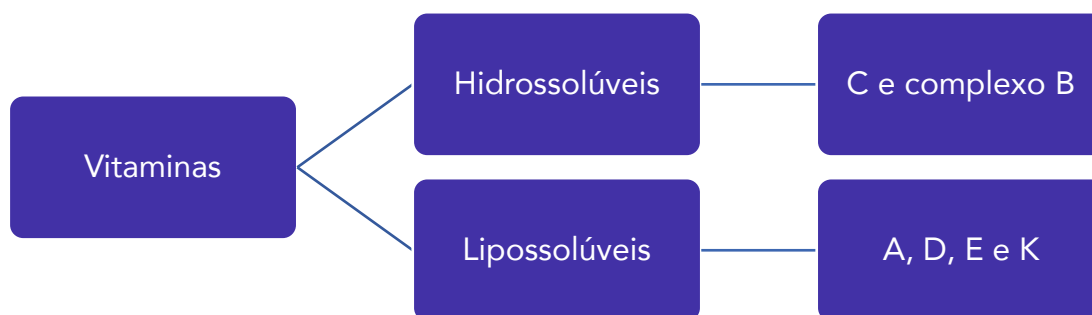 Vitaminas
Hidrossolúveis
C e complexo B
Lipossolúveis
A, D, E e K